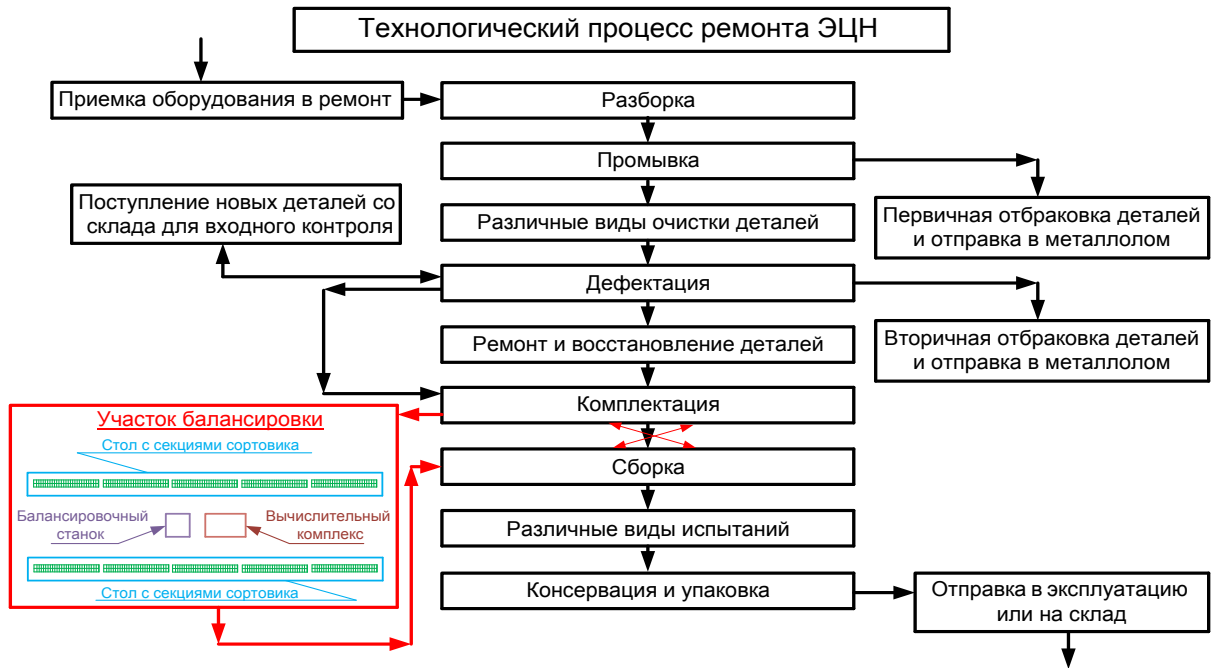 Технологический процесс ремонта ЭЦН
Приемка оборудования в ремонт
Разборка
Промывка
Поступление новых деталей со
склада для входного контроля
Различные виды очистки деталей
Первичная отбраковка деталей
и отправка в металлолом
Дефектация
Ремонт и восстановление деталей
Вторичная отбраковка деталей
и отправка в металлолом
Комплектация
Участок балансировки
Стол с секциями сортовика
Сборка
Балансировочный
станок
Вычислительный
комплекс
Различные виды испытаний
Стол с секциями сортовика
Консервация и упаковка
Отправка в эксплуатацию
или на склад